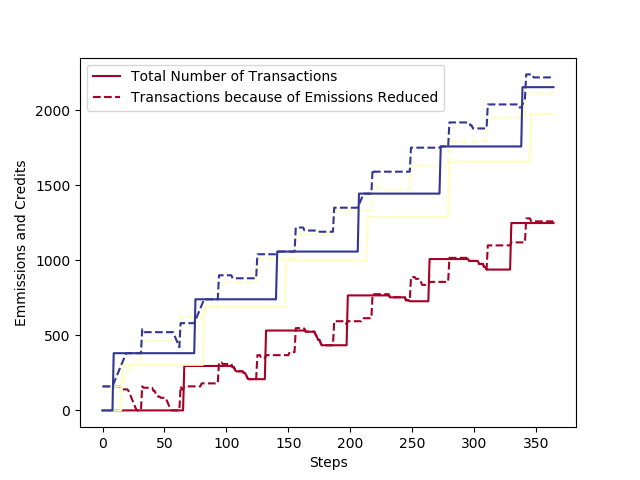 Total Number of Transactions
Transactions because of Emissions Reduced
Emmissions and Credits
2000
1500
1000
500
0
0 50 100 150 200 250 300 350
Steps